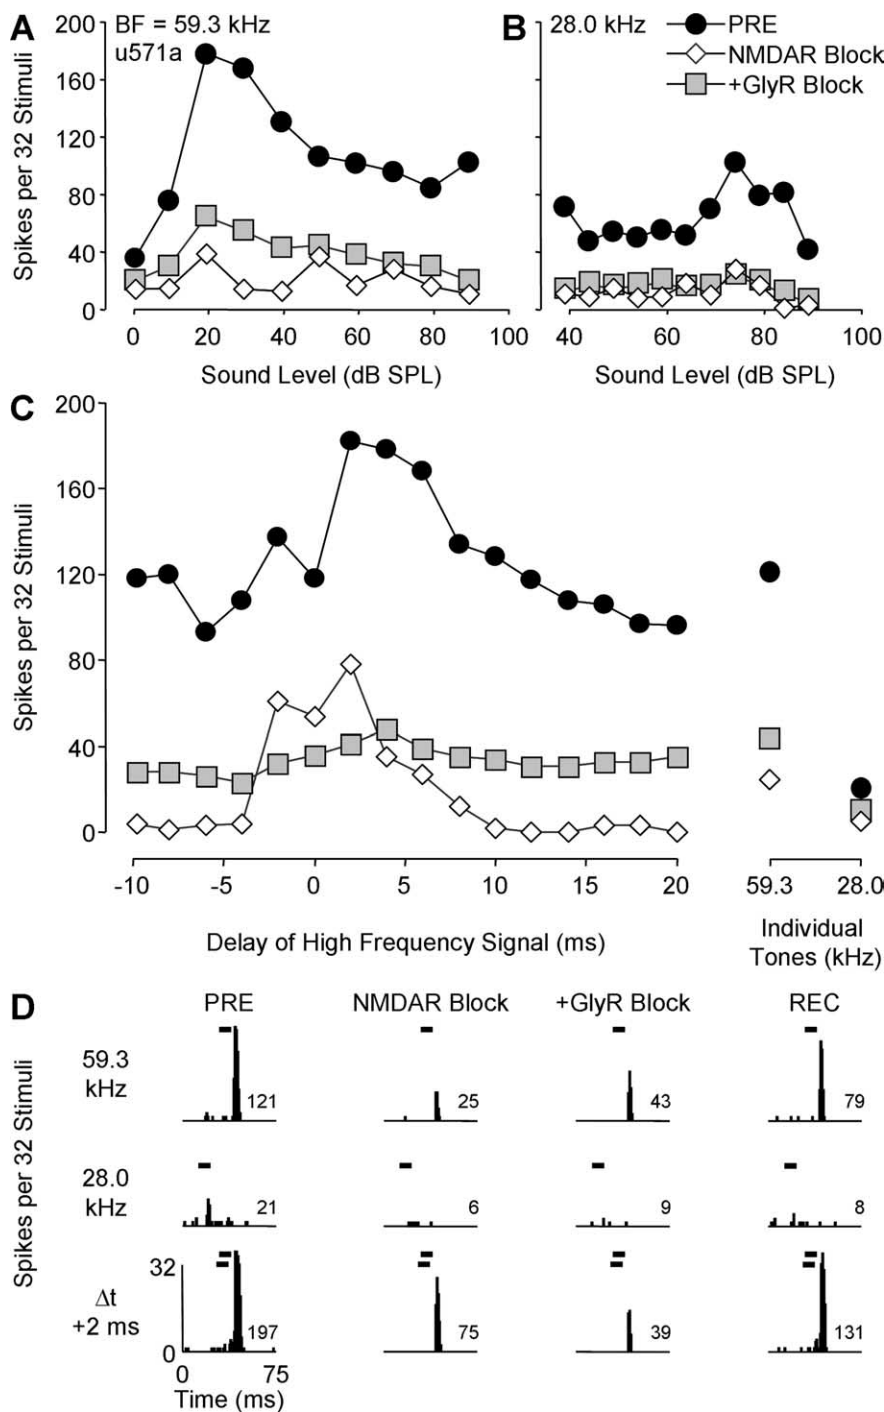 A
BF = 59.3 kHz
u571a
Spikes per 32 Stimuli
200
160
120
80
40
0
0 20 40 60 80 100
Sound Level (dB SPL)
B
28.0 kHz
PRE
NMDAR Block
+GlyR Block
40 60 80 100
Sound Level (dB SPL)
C
Spikes per 32 Stimuli
200
160
120
80
40
0
-10 -5 0 5 10 15 20
Delay of High Frequency Signal (ms)
59.3 28.0
Individual
Tones (kHz)
D
Spikes per 32 Stimuli
PRE NMDAR Block +GlyR Block REC
59.3
kHz
121 25 43 79
28.0
kHz
21 6 9 8
Δt
+2 ms
32
0
197 75 39 131
0 75
Time (ms)